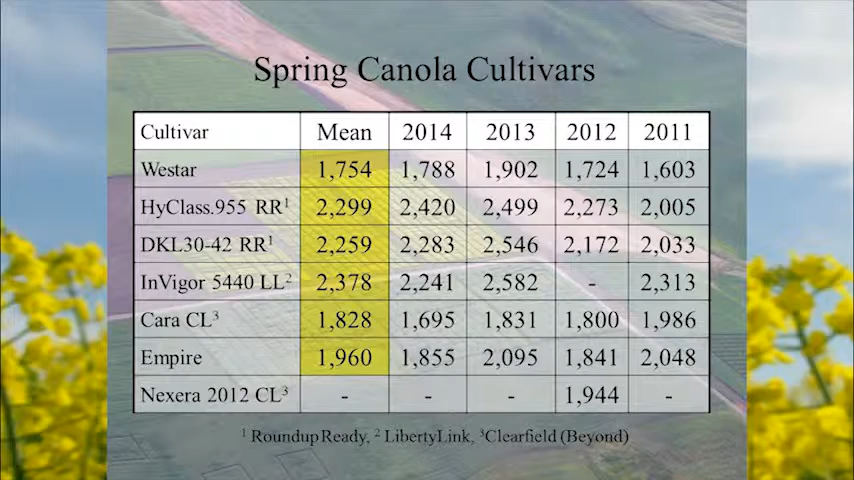 Spring Canola Cultivars
Cultivar Mean 2014 2013 2012 2011
Westar 1,754 1,788 1,902 1,724 1,603
HyClass.955 RR¹ 2,299 2,420 2,499 2,273 2,005
DKL30-42 RR¹ 2,259 2,283 2,546 2,172 2,033
InVigor 5440 LL² 2,378 2,241 2,582 - 2,313
Cara CL³ 1,828 1,695 1,831 1,800 1,986
Empire 1,960 1,855 2,095 1,841 2,048
Nexera 2012 CL³ - - - 1,944 -
¹ RoundupReady, ² LibertyLink, ³Clearfield (Beyond)